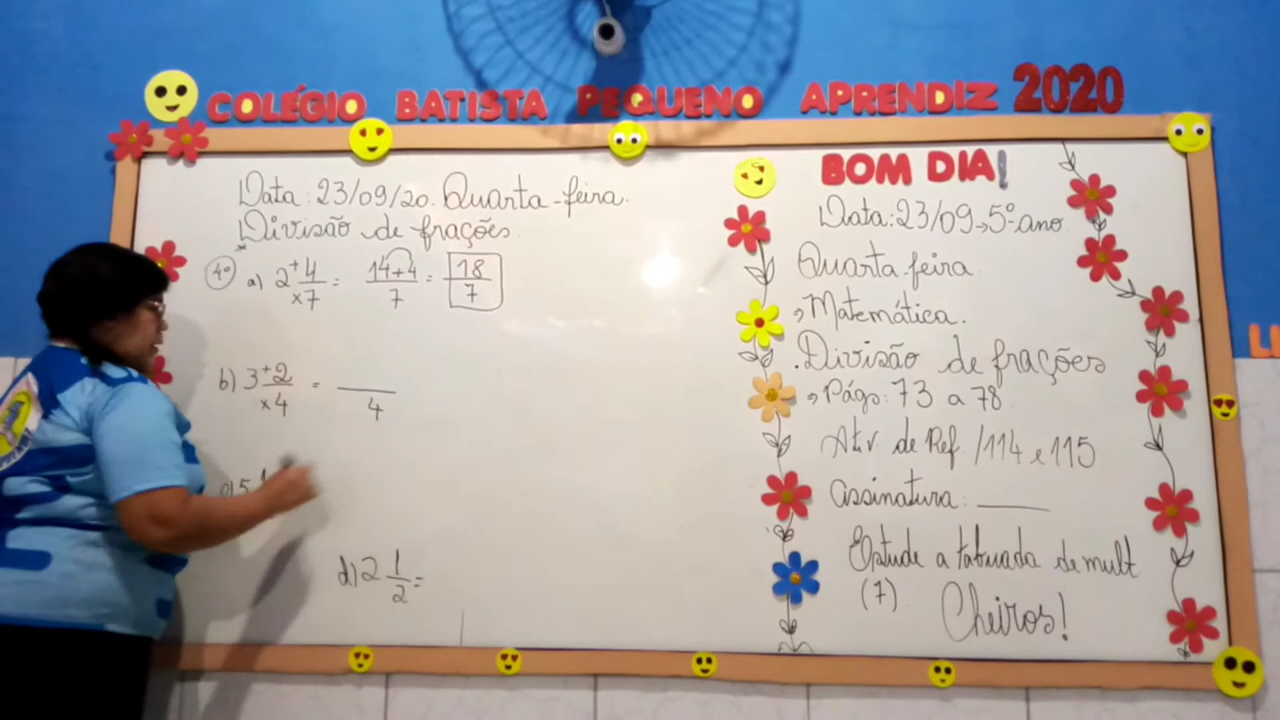 COLÉGIO BATISTA PEQUENO APRENDIZ 2020
Data: 23/09/20. Quarta-feira.
Divisão de frações.
4º a) 2 + 4/×7 = 14+4/7 = 18/7
b) 3 + 2/×4 = /4
c) 5 1
d) 2 1/2 =
BOM DIA!
Data: 23/09→5º ano
Quarta feira
→Matemática.
.Divisão de frações
→Págs: 73 a 78
Ativ de Ref /114 e 115
assinatura: ____
Estude a tabuada de mult
(7) Cheiros!